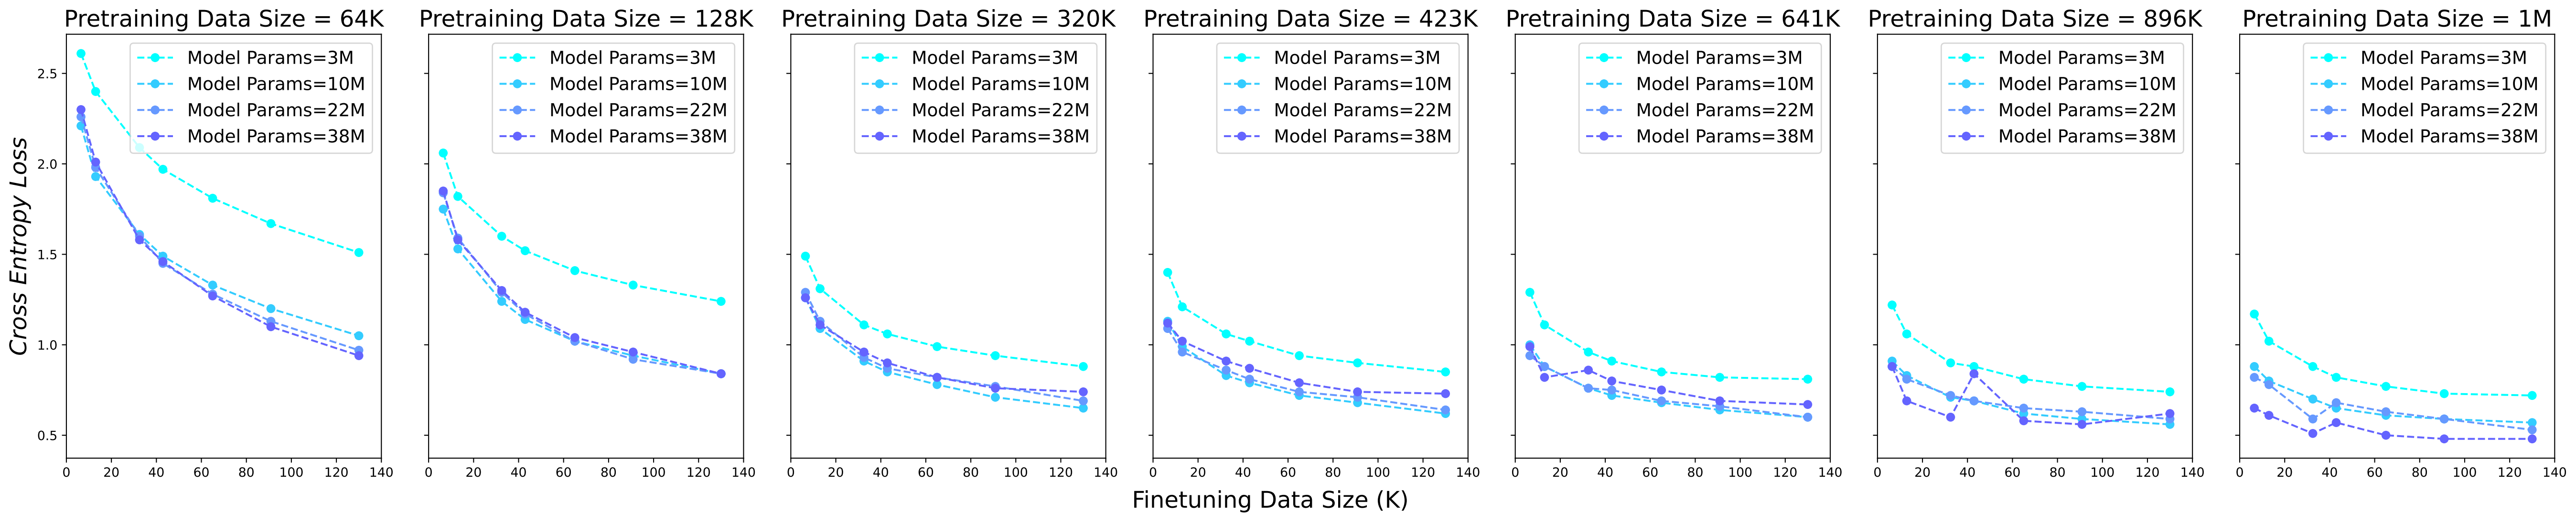 Pretraining Data Size = 64K
Pretraining Data Size = 128K
Pretraining Data Size = 320K
Pretraining Data Size = 423K
Pretraining Data Size = 641K
Pretraining Data Size = 896K
Pretraining Data Size = 1M
Cross Entropy Loss
2.5
2.0
1.5
1.0
0.5
Model Params=3M
Model Params=10M
Model Params=22M
Model Params=38M
0 20 40 60 80 100 120 140
Model Params=3M
Model Params=10M
Model Params=22M
Model Params=38M
0 20 40 60 80 100 120 140
Model Params=3M
Model Params=10M
Model Params=22M
Model Params=38M
0 20 40 60 80 100 120 140
Model Params=3M
Model Params=10M
Model Params=22M
Model Params=38M
0 20 40 60 80 100 120 140
Model Params=3M
Model Params=10M
Model Params=22M
Model Params=38M
0 20 40 60 80 100 120 140
Model Params=3M
Model Params=10M
Model Params=22M
Model Params=38M
0 20 40 60 80 100 120 140
Model Params=3M
Model Params=10M
Model Params=22M
Model Params=38M
0 20 40 60 80 100 120 140
Finetuning Data Size (K)